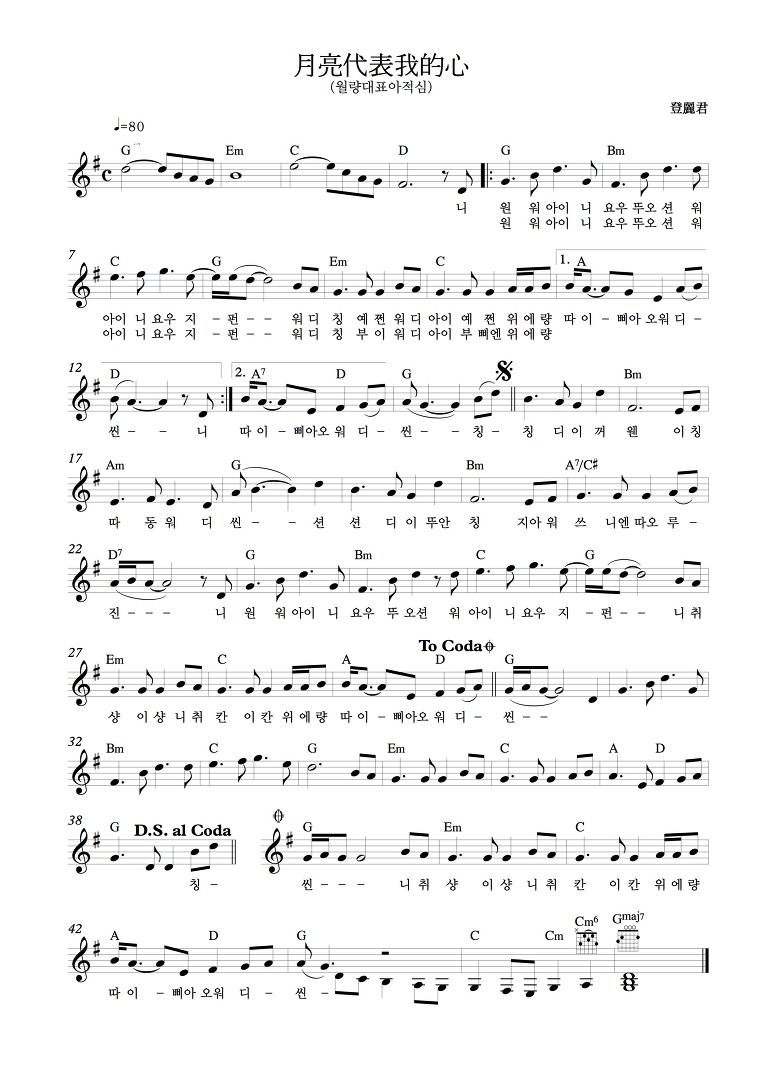 月亮代表我的心
(월량대표아적심)
登麗君
♩=80
G Em C D G Bm
니 원 워 아이 니 요우 뚜오 션 워
원 워 아이 니 요우 뚜오 션 워
7 C G Em C 1. A
아이 니 요우 지 - 펀 - - 워 디 칭 예 쩐 워 디 아이 예 쩐 위 에 량 따 이 - 삐아 오 워 디 -
아이 니 요우 지 - 펀 - - 워 디 칭 부 이 워 디 아이 부 삐엔 위 에 량
12 D 2. A7 D G Bm
씬 - 니 따 이 - 삐아오 워 디 - 씬 - 칭 - 칭 디 이 꺼 웬 이 칭
17 Am G Bm A7/C#
따 동 워 디 씬 - - 션 션 디 이 뚜안 칭 지아 워 쓰 니엔 따오 루 -
22 D7 G Bm C G
진 - - - 니 원 워 아이 니 요우 뚜 오션 워 아이 니 요우 지 - 펀 - - 니 취
To Coda
27 Em C A D G
샹 이 샹 니 취 칸 이 칸 위 에 량 따 이 - 삐아오 워 디 - 씬 - -
32 Bm C G Em C A D
38 G D.S. al Coda G Em C
칭 - 씬 - - - 니 취 샹 이 샹 니 취 칸 이 칸 위 에 량
42 A D G C Cm Cm6 Gmaj7
따 이 - 삐아 오 워 디 - 씬 -